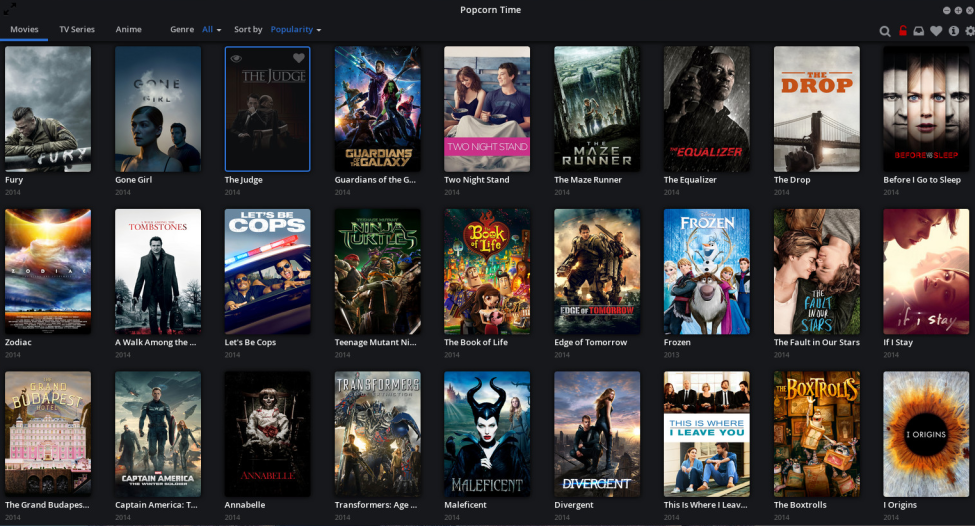 Popcorn Time
Movies TV Series Anime Genre All Sort by Popularity
FURY
GONE GIRL
THE JUDGE
GUARDIANS OF THE GALAXY
TWO NIGHT STAND
THE MAZE RUNNER
THE EQUALIZER
THE DROP
BEFORE I GO TO SLEEP
Fury Gone Girl The Judge Guardians of the G... Two Night Stand The Maze Runner The Equalizer The Drop Before I Go to Sleep
2014 2014 2014 2014 2014 2014 2014 2014 2014
ZODIAC
A WALK AMONG THE
TOMBSTONES
LET'S BE
COPS
TEENAGE MUTANT
NINJA
TURTLES
THE
Book
of Life
EDGE OF TOMORROW
Disney
FROZEN
THE
FAULT
IN OUR
STARS
if i stay
Zodiac A Walk Among the ... Let's Be Cops Teenage Mutant Ni... The Book of Life Edge of Tomorrow Frozen The Fault in Our Stars If I Stay
2014 2014 2014 2014 2014 2014 2013 2014 2014
THE
GRAND
BUDAPEST
HOTEL
CAPTAIN AMERICA
THE WINTER SOLDIER
ANNABELLE
TRANSFORMERS
MALEFICENT
DIVERGENT
THIS IS WHERE
I LEAVE YOU
THE
BOXTROLLS
I ORIGINS
The Grand Budapes... Captain America: T... Annabelle Transformers: Age ... Maleficent Divergent This Is Where I Leav... The Boxtrolls I Origins
2014 2014 2014 2014 2014 2014 2014 2014 2014